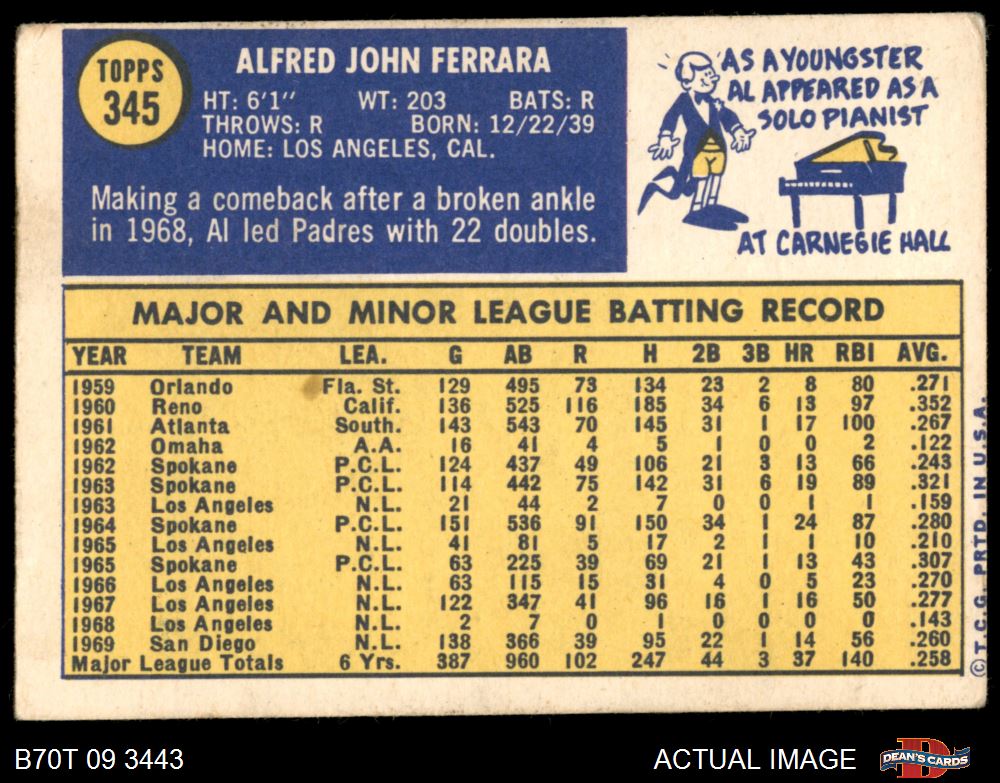 TOPPS
345
ALFRED JOHN FERRARA
HT: 6'1" WT: 203 BATS: R
THROWS: R BORN: 12/22/39
HOME: LOS ANGELES, CAL.
Making a comeback after a broken ankle
in 1968, Al led Padres with 22 doubles.
AS A YOUNGSTER
AL APPEARED AS A
SOLO PIANIST
AT CARNEGIE HALL
MAJOR AND MINOR LEAGUE BATTING RECORD
YEAR TEAM LEA. G AB R H 2B 3B HR RBI AVG.
1959 Orlando Fla. St. 129 495 73 134 23 2 8 80 .271
1960 Reno Calif. 136 525 116 185 34 6 13 97 .352
1961 Atlanta South. 143 543 70 145 31 1 17 100 .267
1962 Omaha A.A. 16 41 4 5 1 0 0 2 .122
1962 Spokane P.C.L. 124 437 49 106 21 3 13 66 .243
1963 Spokane P.C.L. 114 442 75 142 31 6 19 89 .321
1963 Los Angeles N.L. 21 44 2 7 0 0 1 1 .159
1964 Spokane P.C.L. 151 536 91 150 34 1 24 87 .280
1965 Los Angeles N.L. 41 81 5 17 2 1 1 10 .210
1965 Spokane P.C.L. 63 225 39 69 21 1 13 43 .307
1966 Los Angeles N.L. 63 115 15 31 4 0 5 23 .270
1967 Los Angeles N.L. 122 347 41 96 16 1 16 50 .277
1968 Los Angeles N.L. 2 7 0 1 0 0 0 0 .143
1969 San Diego N.L. 138 366 39 95 22 1 14 56 .260
Major League Totals 6 Yrs. 387 960 102 247 44 3 37 140 .258
© T.C.G. PRTD. IN U.S.A.
B70T 09 3443
ACTUAL IMAGE
DEAN'S CARDS